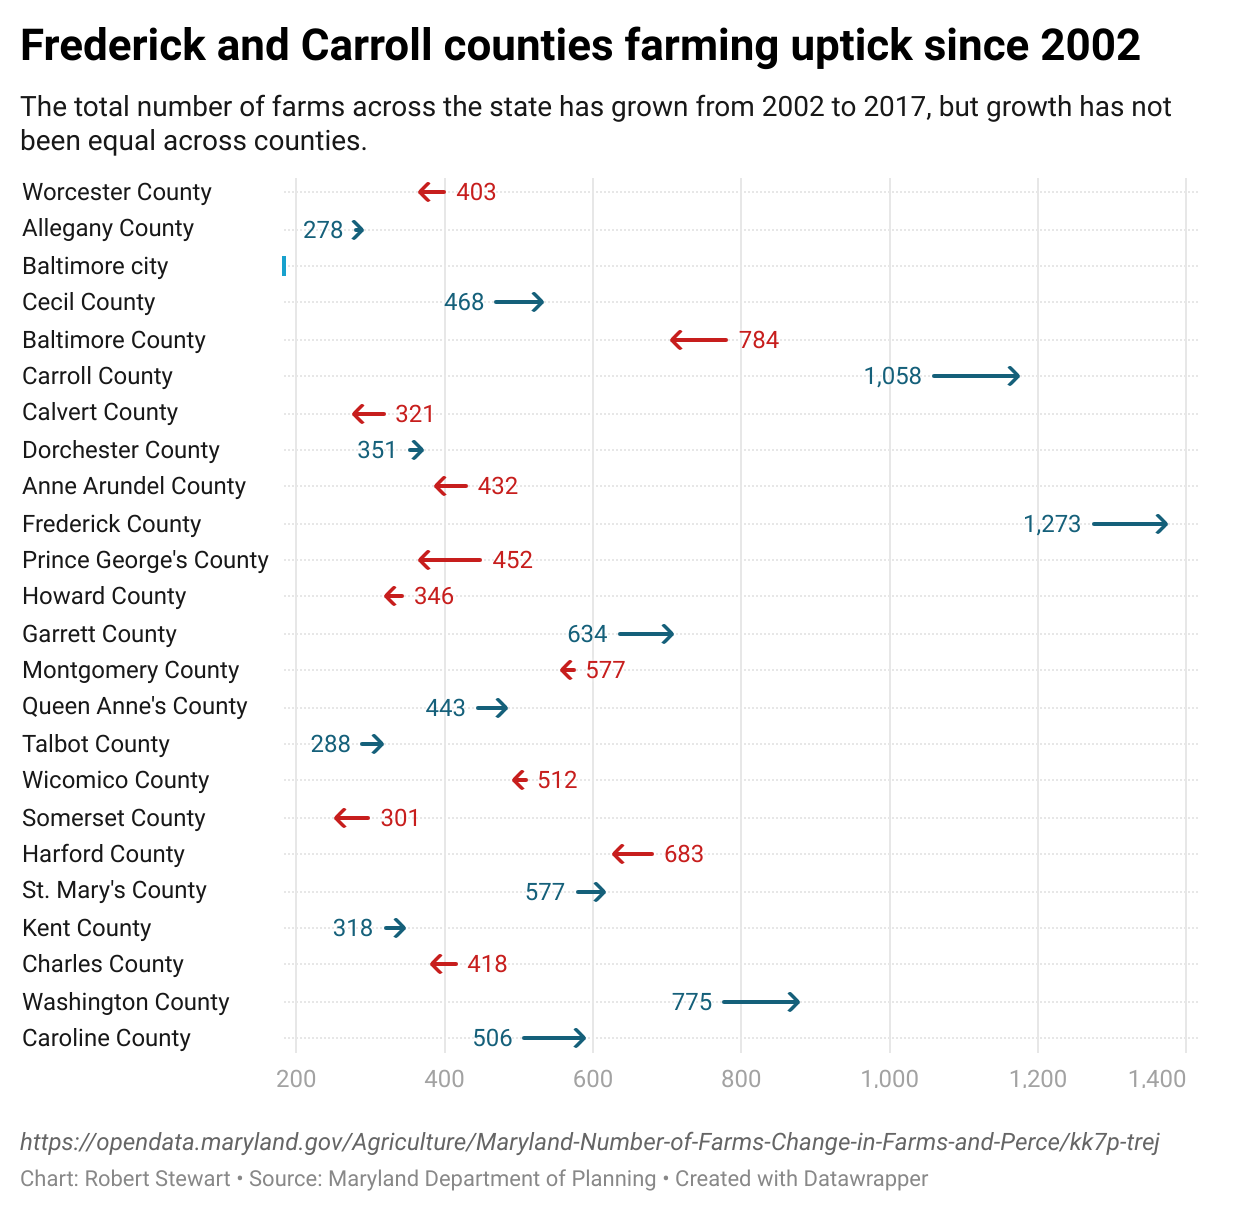 Frederick and Carroll counties farming uptick since 2002
The total number of farms across the state has grown from 2002 to 2017, but growth has not
been equal across counties.
Worcester County 403
Allegany County 278
Baltimore city
Cecil County 468
Baltimore County 784
Carroll County 1,058
Calvert County 321
Dorchester County 351
Anne Arundel County 432
Frederick County 1,273
Prince George's County 452
Howard County 346
Garrett County 634
Montgomery County 577
Queen Anne's County 443
Talbot County 288
Wicomico County 512
Somerset County 301
Harford County 683
St. Mary's County 577
Kent County 318
Charles County 418
Washington County 775
Caroline County 506
200 400 600 800 1,000 1,200 1,400
https://opendata.maryland.gov/Agriculture/Maryland-Number-of-Farms-Change-in-Farms-and-Perce/kk7p-trej
Chart: Robert Stewart • Source: Maryland Department of Planning • Created with Datawrapper